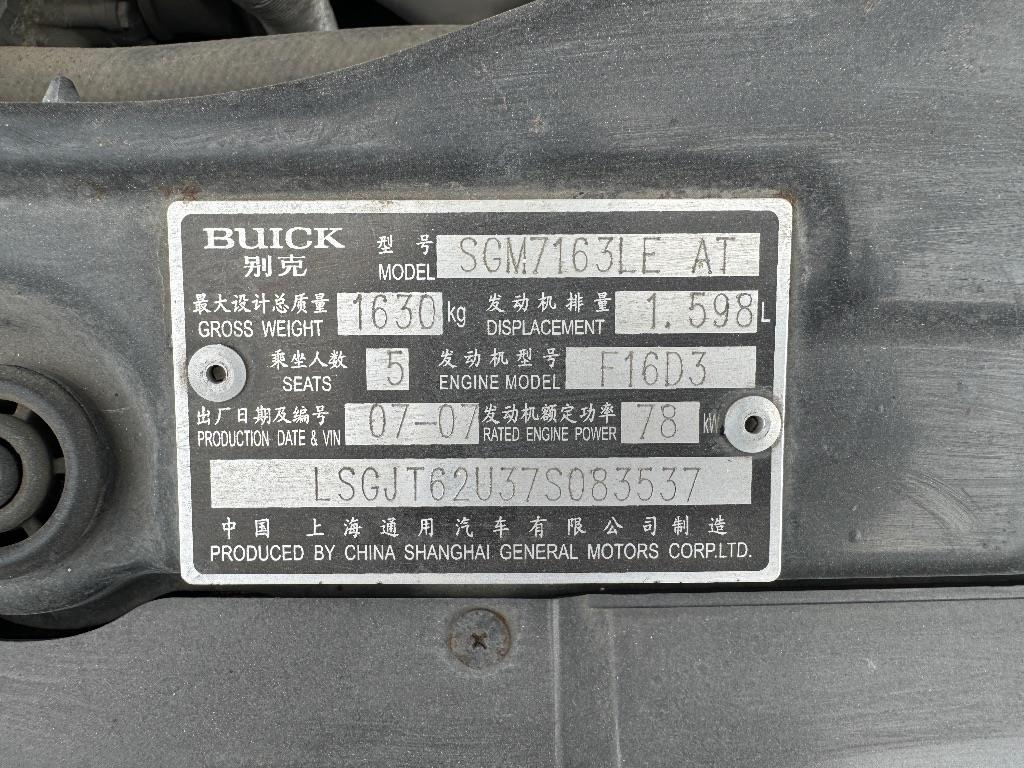 BUICK 型号 SGM7163LE AT
别克 MODEL
最大设计总质量 1630 kg 发动机排量 1.598 L
GROSS WEIGHT DISPLACEMENT
乘坐人数 5 发动机型号 F16D3
SEATS ENGINE MODEL
出厂日期及编号 07-07 发动机额定功率 78 kW
PRODUCTION DATE & VIN RATED ENGINE POWER
LSGJT62U37S083537
中国 上海通用汽车有限公司制造
PRODUCED BY CHINA SHANGHAI GENERAL MOTORS CORP.LTD.